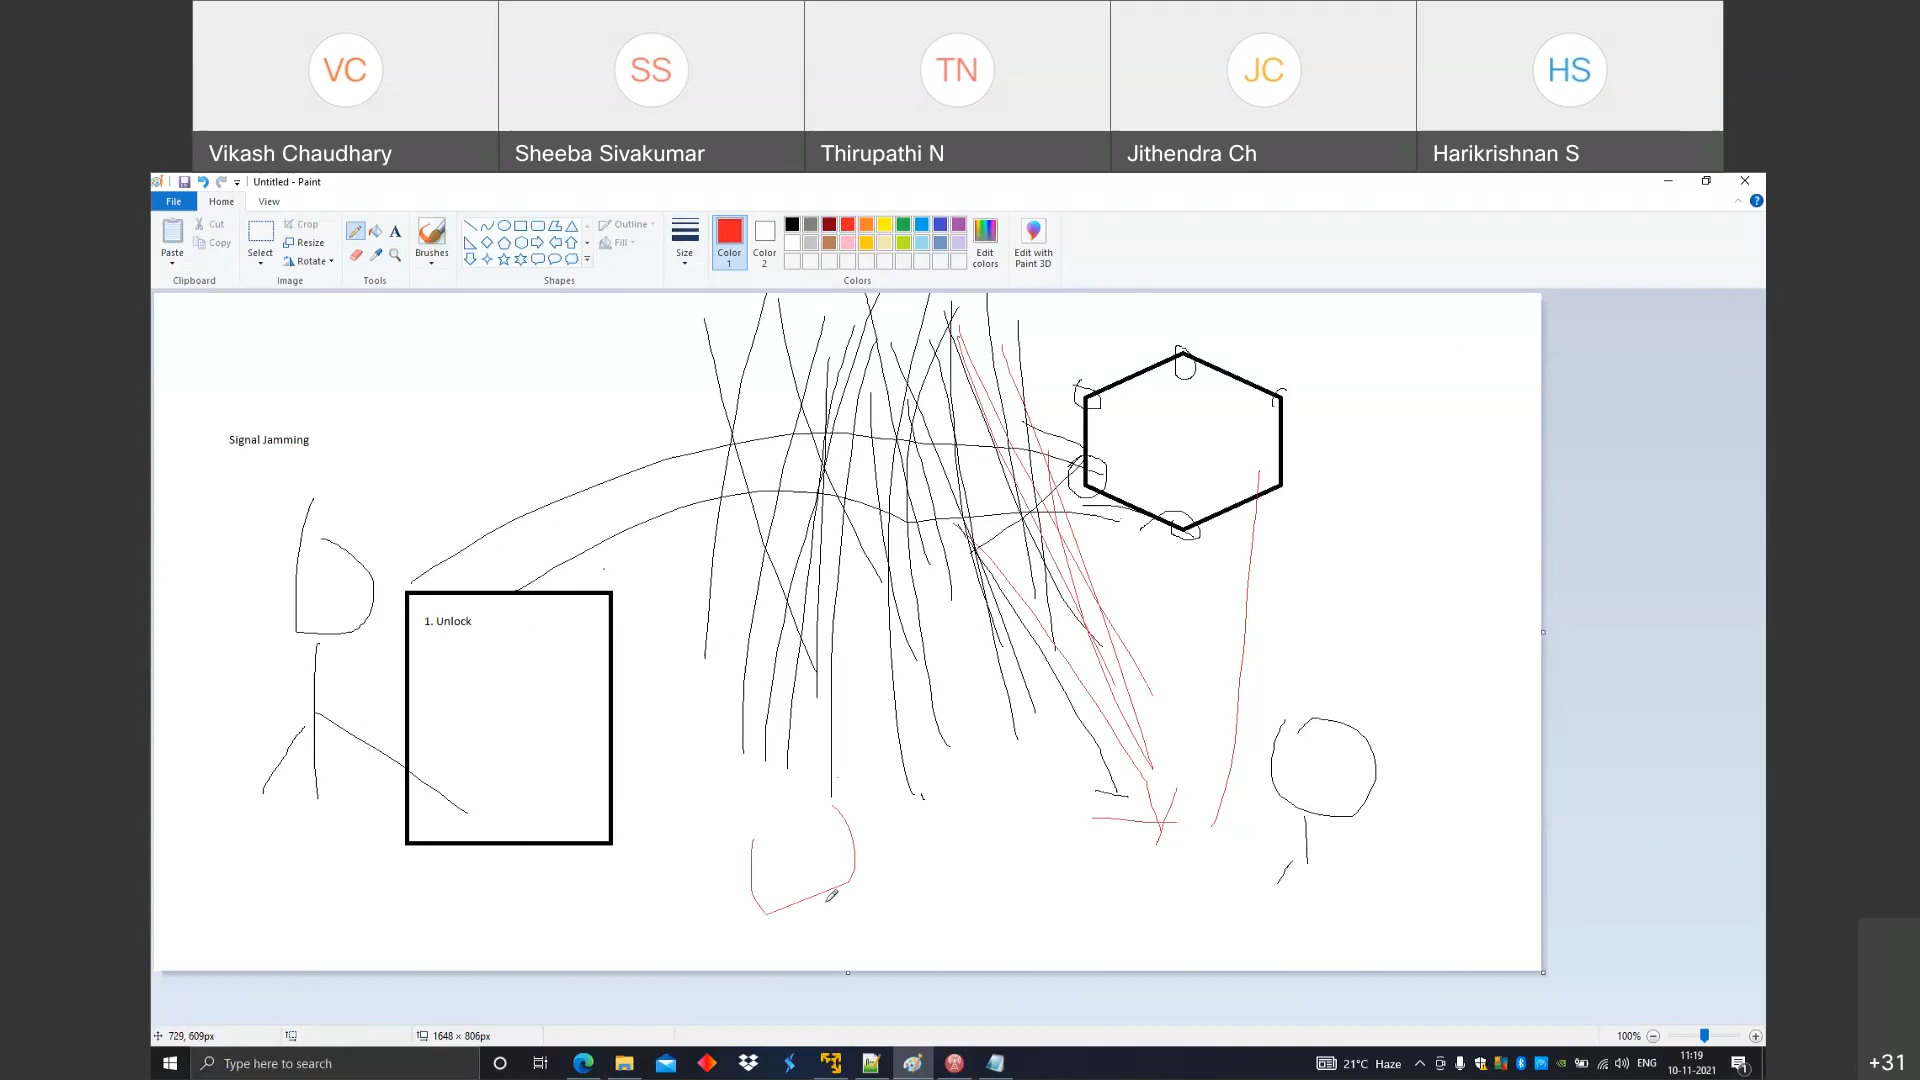 VC
SS
TN
JC
HS
Vikash Chaudhary
Sheeba Sivakumar
Thirupathi N
Jithendra Ch
Harikrishnan S
Untitled - Paint
File
Home
View
Paste
Cut
Copy
Clipboard
Select
Crop
Resize
Rotate
Image
Tools
Brushes
Shapes
Outline
Fill
Size
Color
1
Color
2
Colors
Edit
colors
Edit with
Paint 3D
Signal Jamming
1. Unlock
729, 609px
1648 × 806px
100%
Type here to search
21°C Haze
ENG
11:19
10-11-2021
1
+31